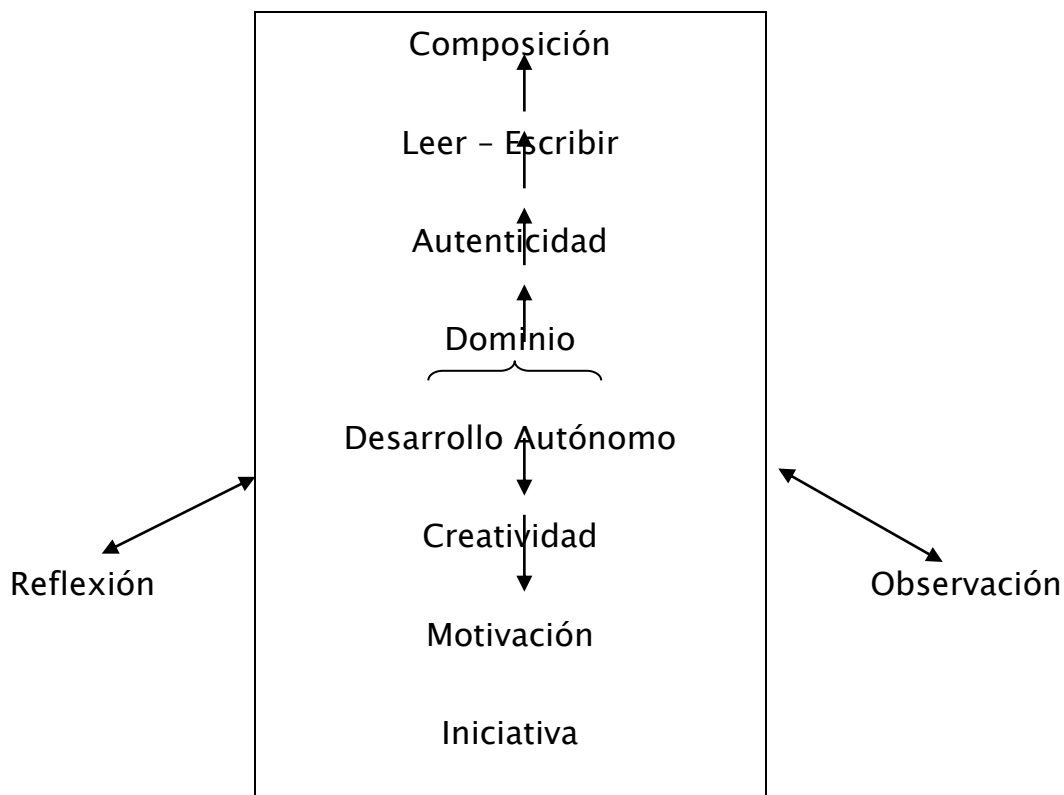 Composición
Leer – Escribir
Autenticidad
Dominio
Desarrollo Autónomo
Creatividad
Reflexión
Observación
Motivación
Iniciativa